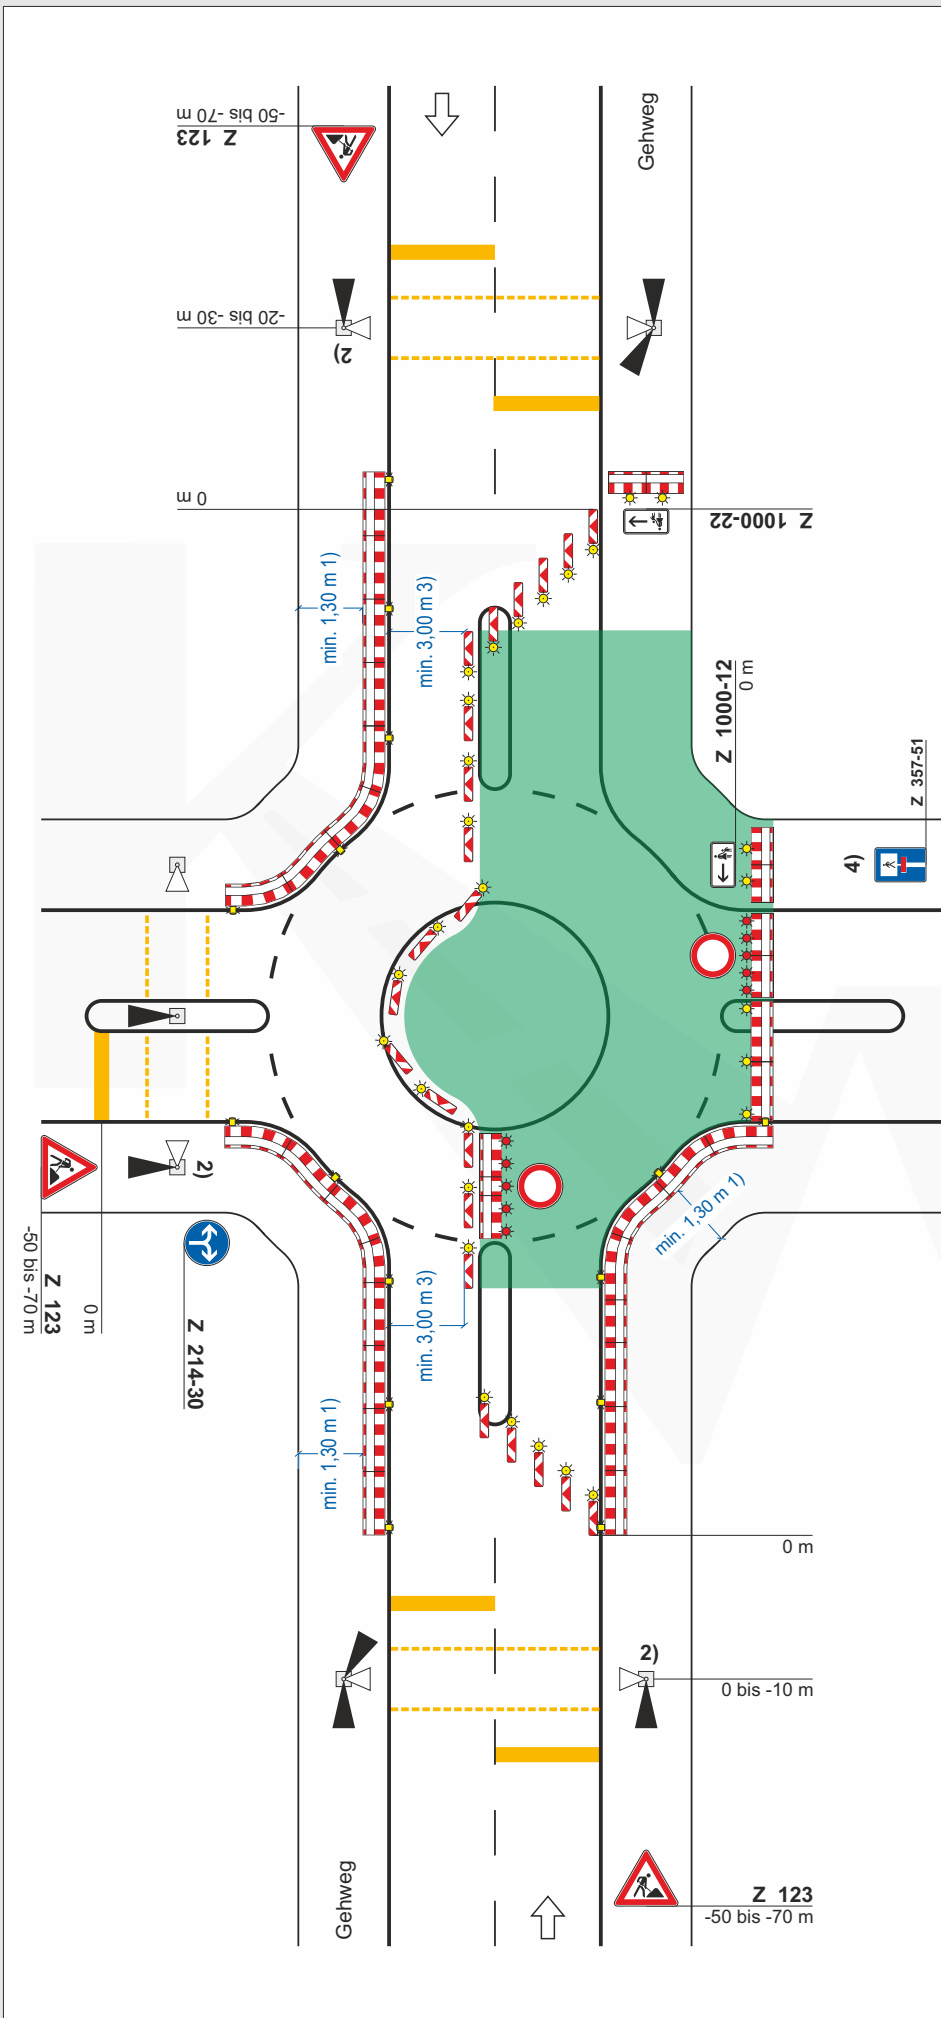 -50 bis -70 m
Z 123
Gehweg
-20 bis -30 m
2)
0 m
Z 1000-22
min. 1,30 m 1)
min. 3,00 m 3)
Z 1000-12
0 m
Z 357-51
4)
2)
Z 123
-50 bis -70 m
0 m
Z 214-30
min. 1,30 m 1)
min. 3,00 m 3)
min. 1,30 m 1)
0 m
2)
0 bis -10 m
Gehweg
Z 123
-50 bis -70 m